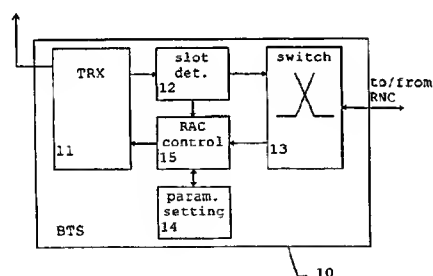 TRX
11
slot
det.
12
switch
13
to/from
RNC
RAC
control
15
param.
setting
14
BTS
10